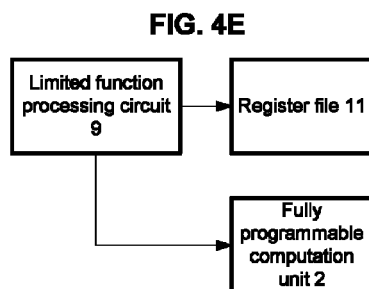 FIG. 4E
Limited function
processing circuit
9
Register file 11
Fully
programmable
computation
unit 2